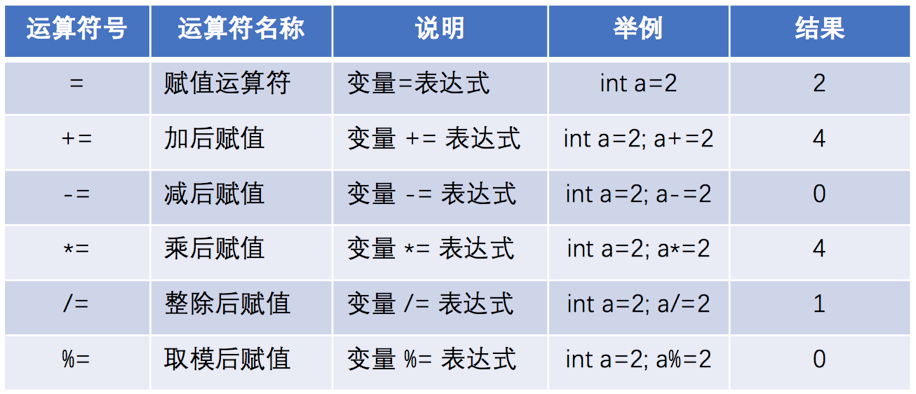 运算符号 运算符名称 说明 举例 结果
= 赋值运算符 变量=表达式 int a=2 2
+= 加后赋值 变量 += 表达式 int a=2; a+=2 4
-= 减后赋值 变量 -= 表达式 int a=2; a-=2 0
*= 乘后赋值 变量 *= 表达式 int a=2; a*=2 4
/= 整除后赋值 变量 /= 表达式 int a=2; a/=2 1
%= 取模后赋值 变量 %= 表达式 int a=2; a%=2 0